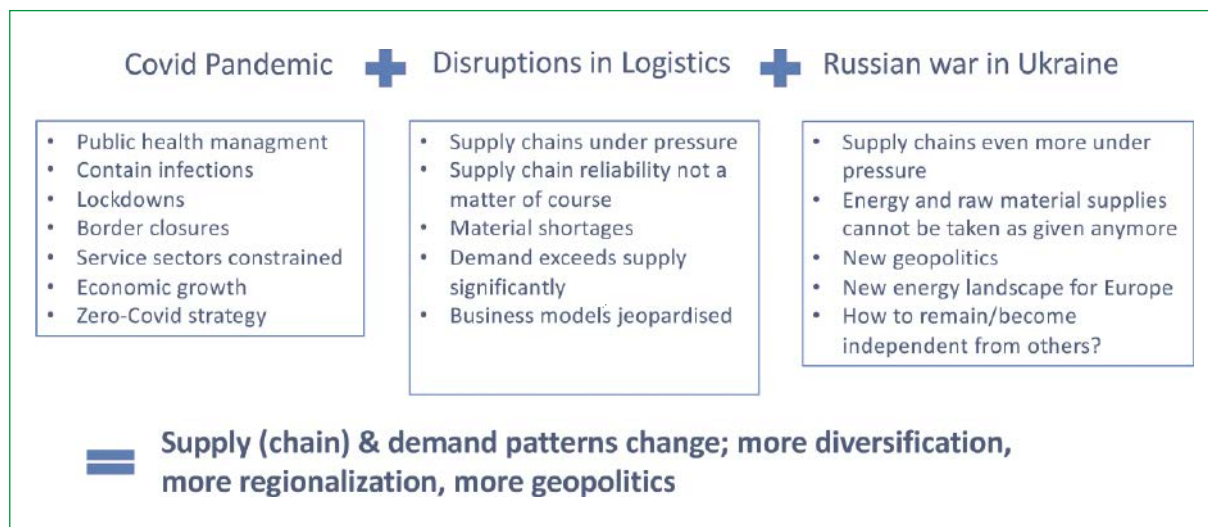 Covid Pandemic + Disruptions in Logistics + Russian war in Ukraine
• Public health managment
• Contain infections
• Lockdowns
• Border closures
• Service sectors constrained
• Economic growth
• Zero-Covid strategy
• Supply chains under pressure
• Supply chain reliability not a
matter of course
• Material shortages
• Demand exceeds supply
significantly
• Business models jeopardised
• Supply chains even more under
pressure
• Energy and raw material supplies
cannot be taken as given anymore
• New geopolitics
• New energy landscape for Europe
• How to remain/become
independent from others?
= Supply (chain) & demand patterns change; more diversification,
more regionalization, more geopolitics